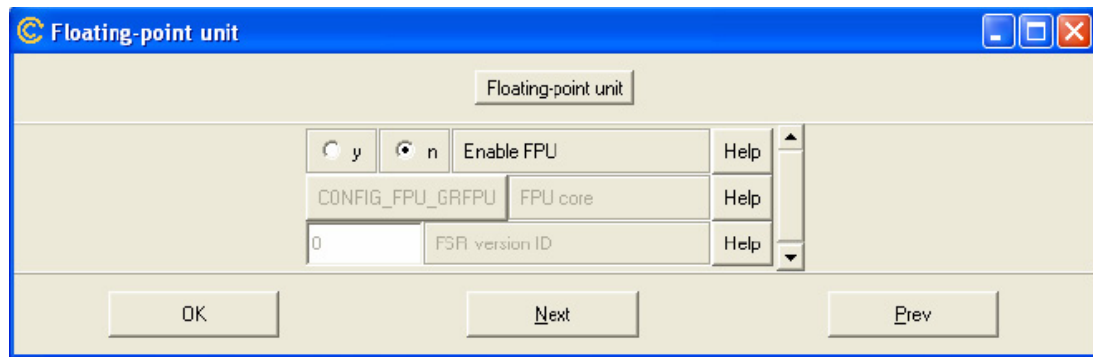 Floating-point unit
Floating-point unit
y n Enable FPU Help
CONFIG_FPU_GRFPU FPU core Help
0 FSR version ID Help
OK Next Prev